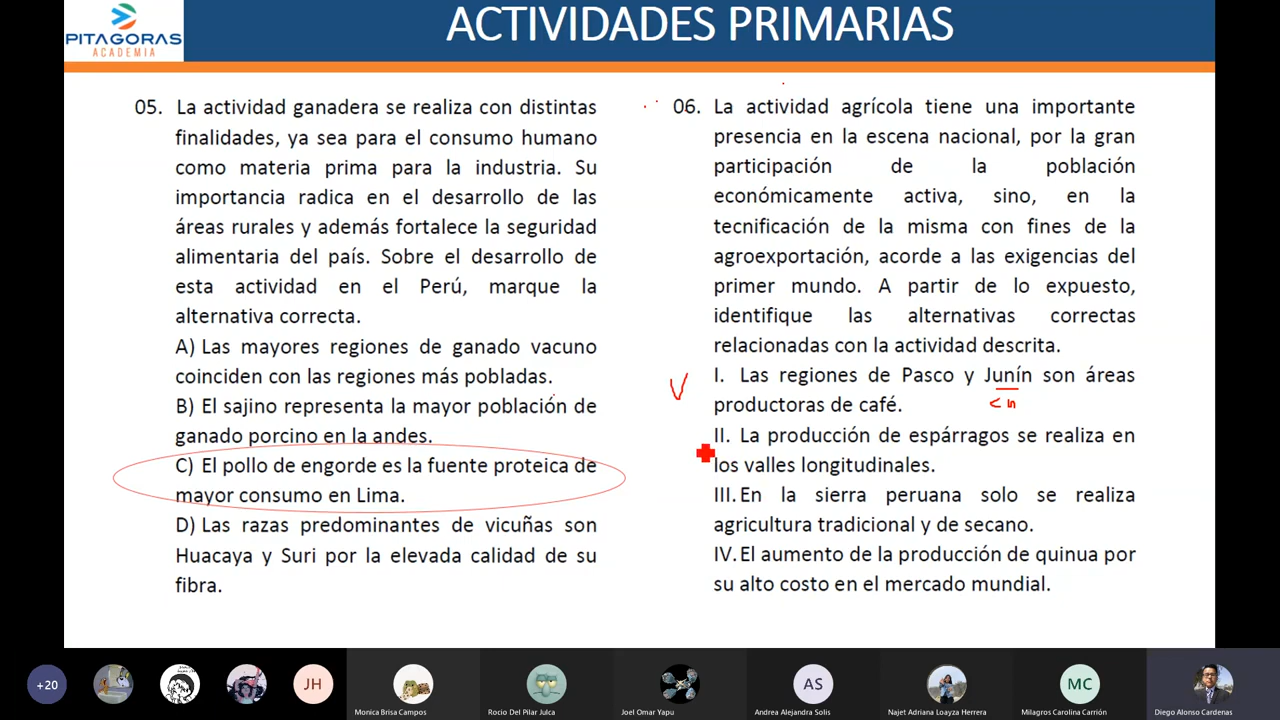 PITAGORAS
ACADEMIA
ACTIVIDADES PRIMARIAS
05. La actividad ganadera se realiza con distintas
finalidades, ya sea para el consumo humano
como materia prima para la industria. Su
importancia radica en el desarrollo de las
áreas rurales y además fortalece la seguridad
alimentaria del país. Sobre el desarrollo de
esta actividad en el Perú, marque la
alternativa correcta.
A) Las mayores regiones de ganado vacuno
coinciden con las regiones más pobladas.
B) El sajino representa la mayor población de
ganado porcino en la andes.
C) El pollo de engorde es la fuente proteica de
mayor consumo en Lima.
D) Las razas predominantes de vicuñas son
Huacaya y Suri por la elevada calidad de su
fibra.
06. La actividad agrícola tiene una importante
presencia en la escena nacional, por la gran
participación de la población
económicamente activa, sino, en la
tecnificación de la misma con fines de la
agroexportación, acorde a las exigencias del
primer mundo. A partir de lo expuesto,
identifique las alternativas correctas
relacionadas con la actividad descrita.
V I. Las regiones de Pasco y Junín son áreas
productoras de café.
II. La producción de espárragos se realiza en
los valles longitudinales.
III. En la sierra peruana solo se realiza
agricultura tradicional y de secano.
IV. El aumento de la producción de quinua por
su alto costo en el mercado mundial.
+20
JH
AS
MC
Monica Brisa Campos
Rocio Del Pilar Julca
Joel Omar Yapu
Andrea Alejandra Solis
Najet Adriana Loayza Herrera
Milagros Carolina Carrión
Diego Alonso Cardenas